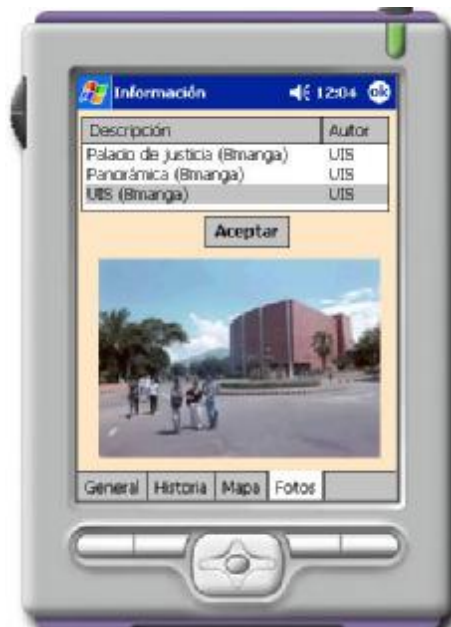 Información 12:04 ok
Descripción Autor
Palacio de justicia (Bmanga) UIS
Panorámica (Bmanga) UIS
UIS (Bmanga) UIS
Aceptar
General Historia Mapa Fotos